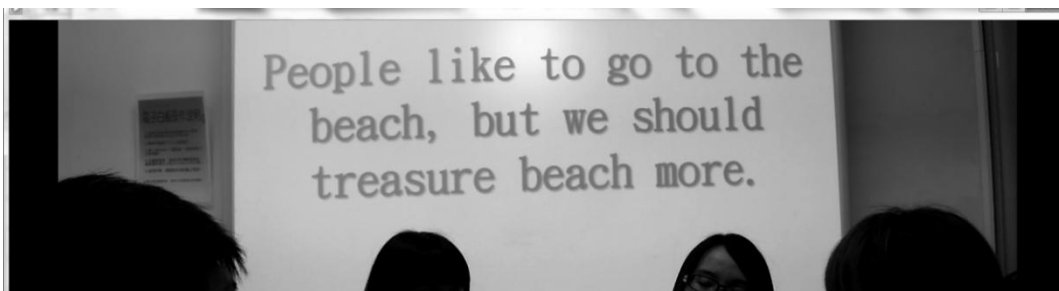 People like to go to the
beach, but we should
treasure beach more.